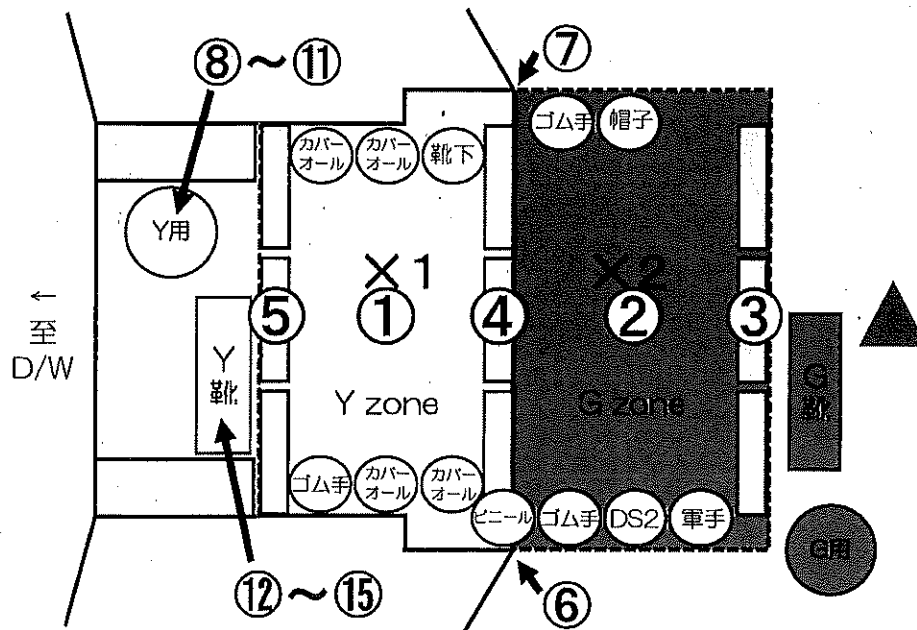 ⑧～⑪
⑦
ゴム手
帽子
カバー
オール
カバー
オール
靴下
Y用
×1
×2
←
至
D/W
⑤
①
④
②
③
Y
靴
G
靴
Y zone
G zone
ゴム手
カバー
オール
カバー
オール
ビニール
ゴム手
DS2
軍手
G用
⑫～⑮
⑥